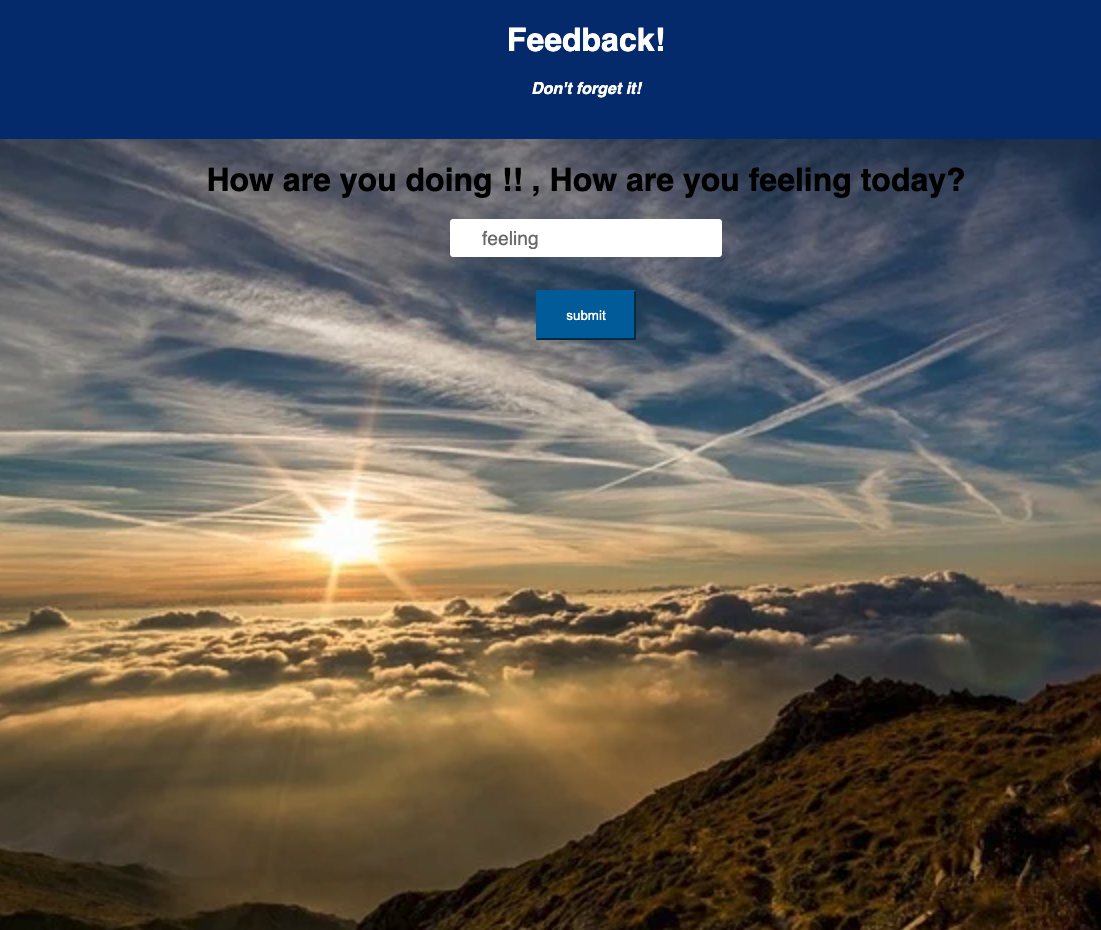 Feedback!
Don't forget it!
How are you doing !! , How are you feeling today?
feeling
submit